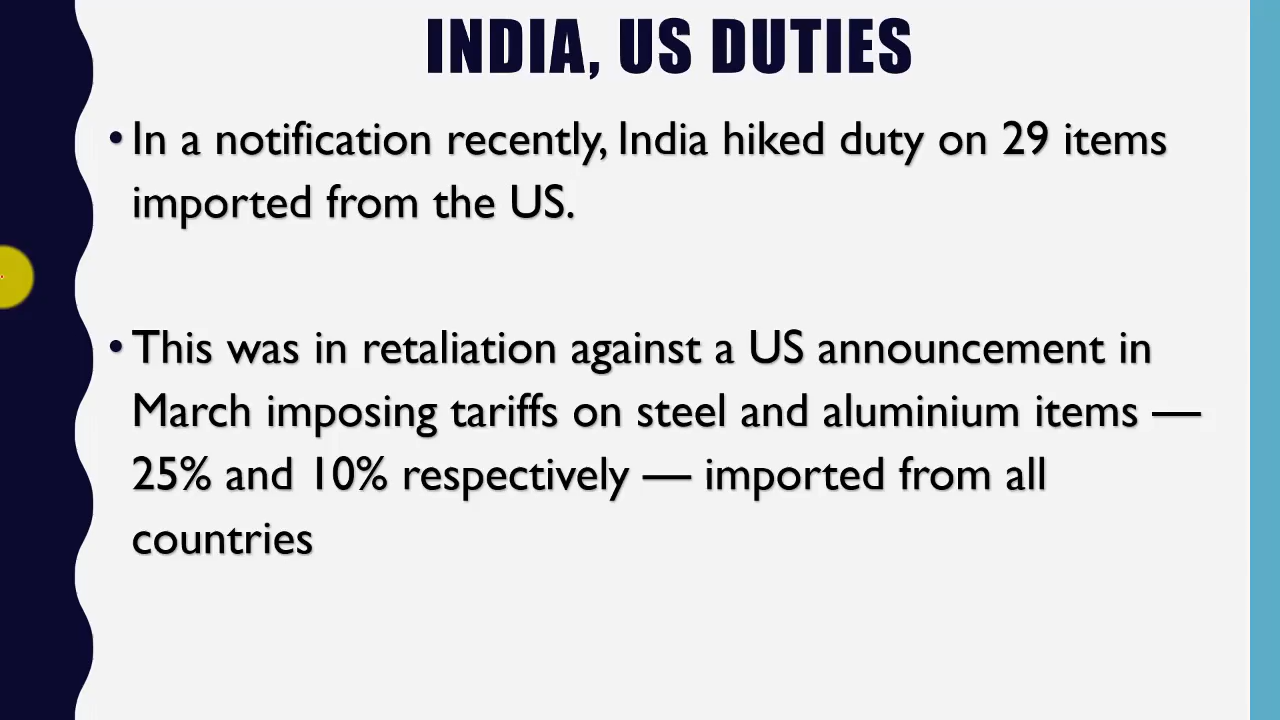 INDIA, US DUTIES
• In a notification recently, India hiked duty on 29 items
imported from the US.
• This was in retaliation against a US announcement in
March imposing tariffs on steel and aluminium items —
25% and 10% respectively — imported from all
countries